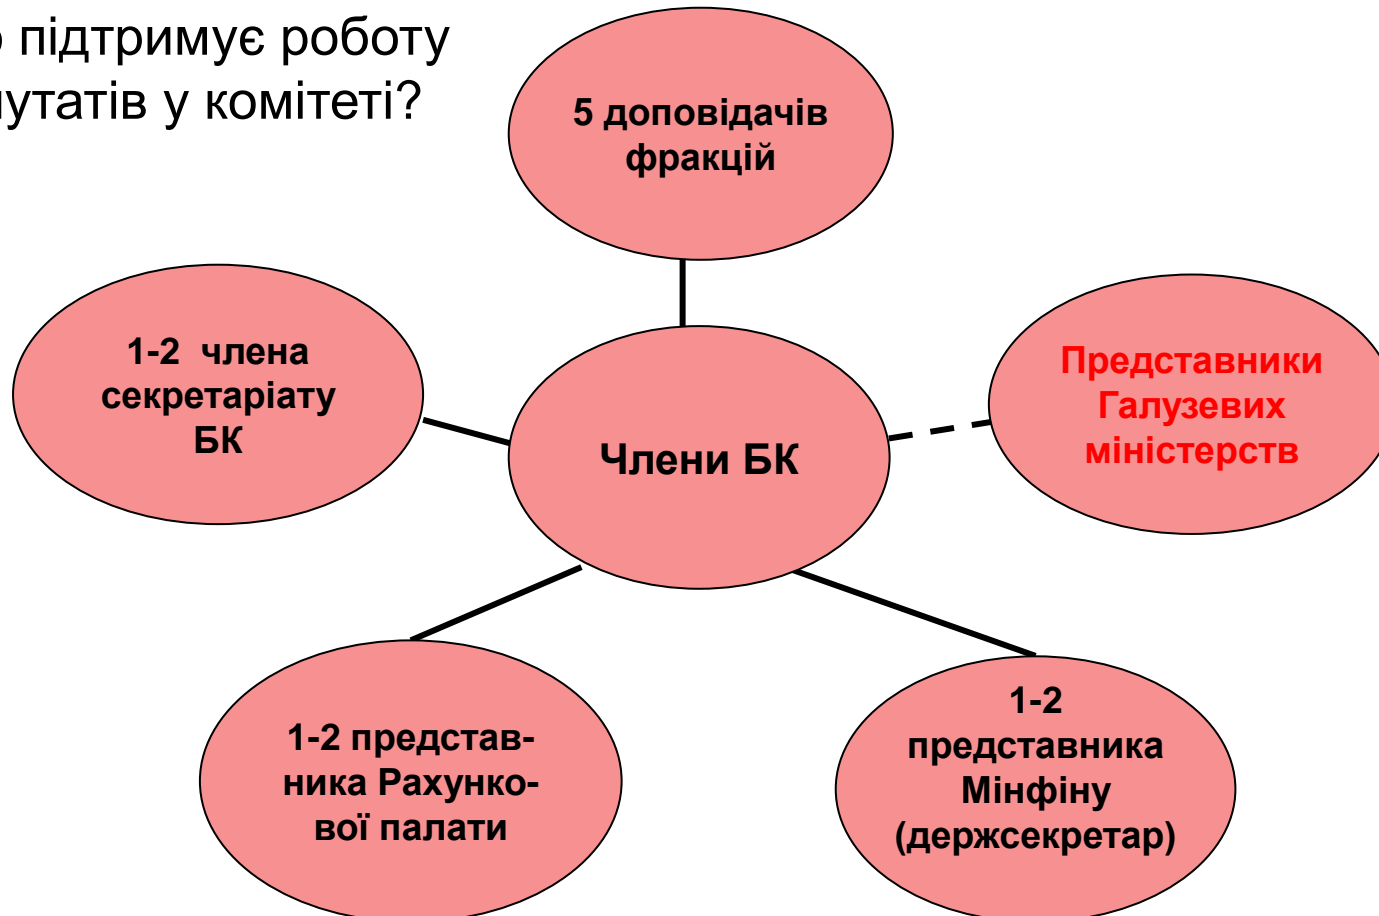 підтримує роботу
у комітеті?
5 доповідачів
фракцій
1-2 члена
секретаріату
БК
Представники
Галузевих
міністерств
Члени БК
1-2 представ-
ника Рахунко-
вої палати
1-2
представника
Мінфіну
(держсекретар)